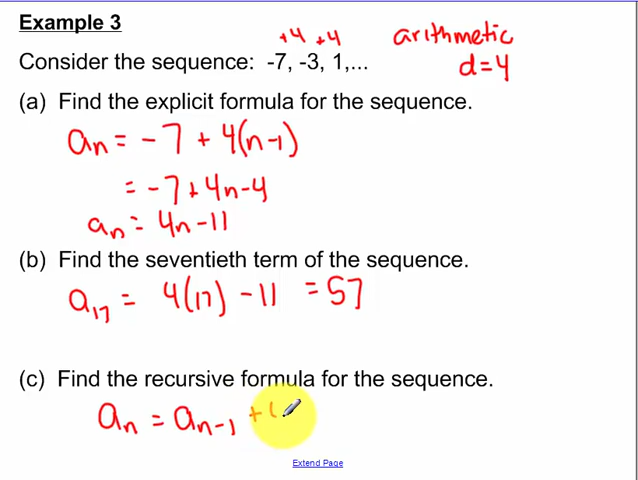 Example 3
+4 +4 arithmetic
Consider the sequence: -7, -3, 1,... d=4
(a) Find the explicit formula for the sequence.
aₙ = -7 + 4(n-1)
= -7+4n-4
aₙ = 4n-11
(b) Find the seventieth term of the sequence.
a₁₇ = 4(17) -11 = 57
(c) Find the recursive formula for the sequence.
aₙ = aₙ₋₁ +
Extend Page